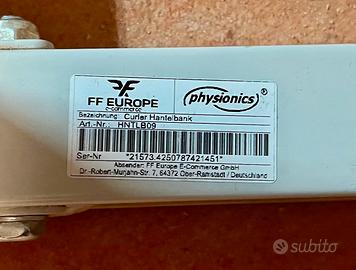 FF EUROPE
e-commerce
physionics®
Bezeichnung: Curler Hantelbank
Art.-Nr.: HNTLB09
Ser-Nr *21573.4250787421451*
Absender: FF Europe E-Commerce GmbH
Dr.-Robert-Murjahn-Str. 7, 64372 Ober-Ramstadt / Deutschland
subito